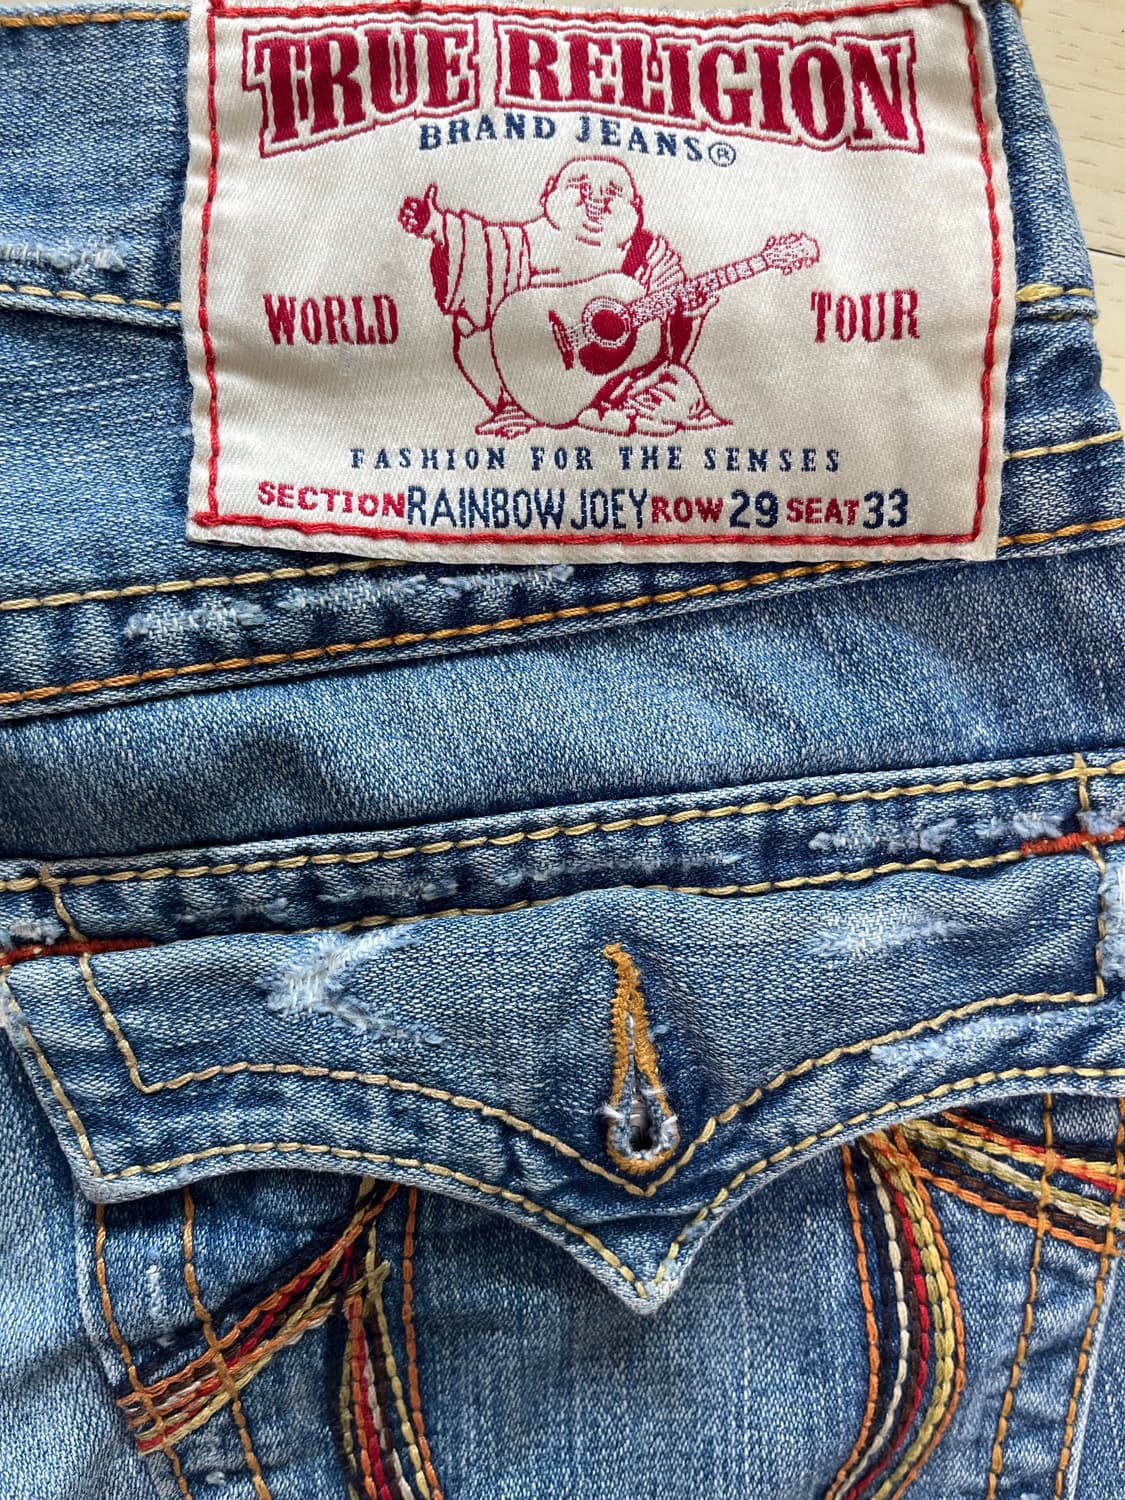 TRUE RELIGION
BRAND JEANS®
WORLD TOUR
FASHION FOR THE SENSES
SECTION RAINBOW JOEY ROW 29 SEAT 33